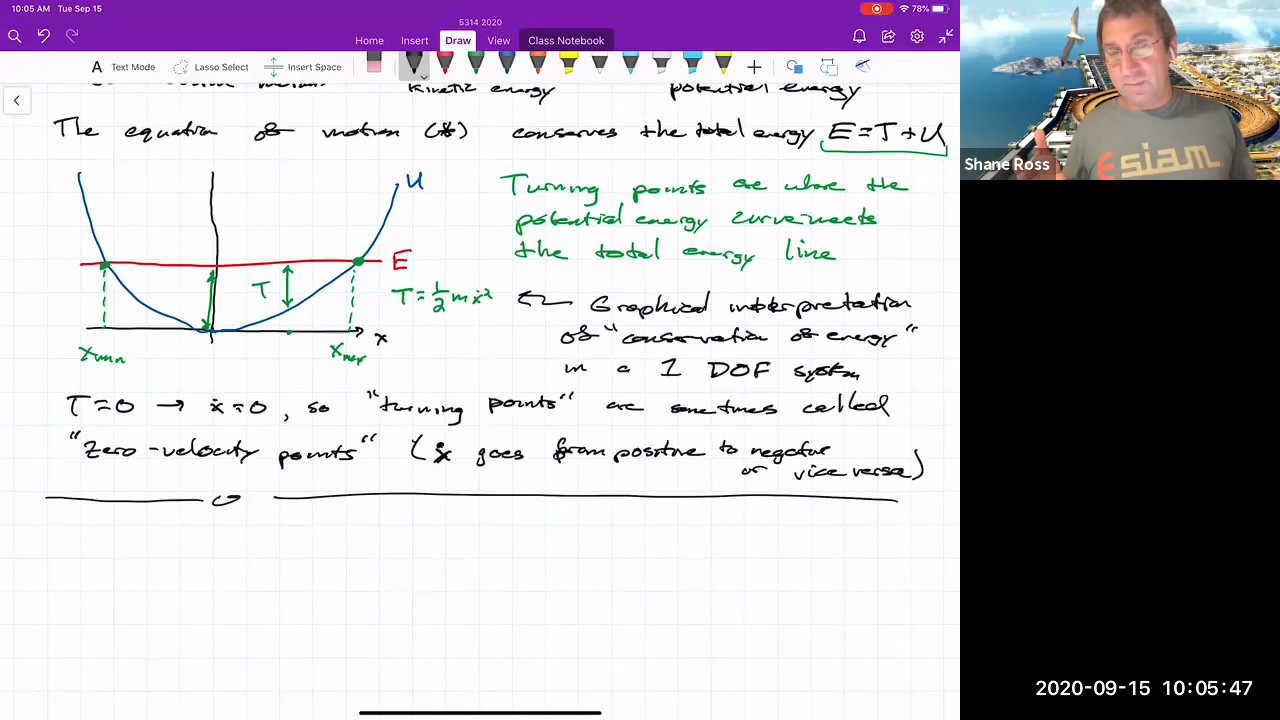 10:05 AM Tue Sep 15
78%
5314 2020
Home Insert Draw View Class Notebook
Text Mode Lasso Select Insert Space
kinetic energy potential energy
The equation of motion (*) conserves the total energy E = T + U
U
Turning points are where the
potential energy curve meets
the total energy line
E
T
T = 1/2 m ẋ²
x
x min
x max
Graphical interpretation
of "conservation of energy"
in a 1 DOF system
T = 0 → ẋ = 0, so "turning points" are sometimes called
"Zero-velocity points" (ẋ goes from positive to negative
or vice versa)
Shane Ross
siam.
2020-09-15 10:05:47